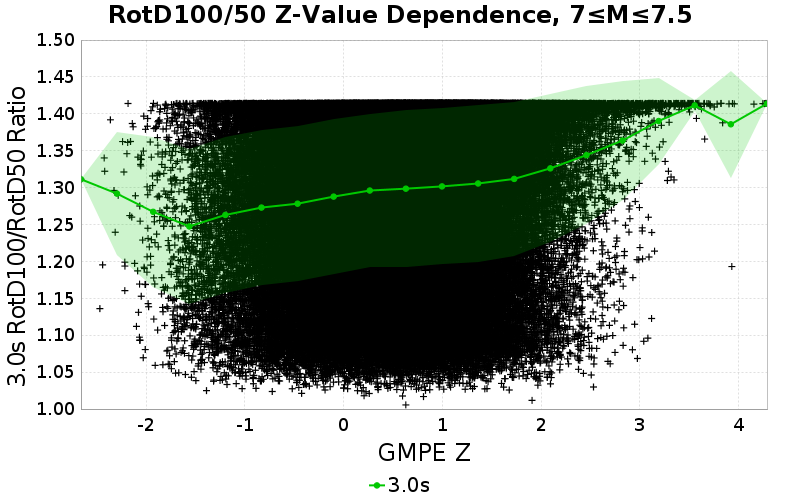 RotD100/50 Z-Value Dependence, 7≤M≤7.5
3.0s RotD100/RotD50 Ratio
1.50
1.45
1.40
1.35
1.30
1.25
1.20
1.15
1.10
1.05
1.00
-2 -1 0 1 2 3 4
GMPE Z
3.0s